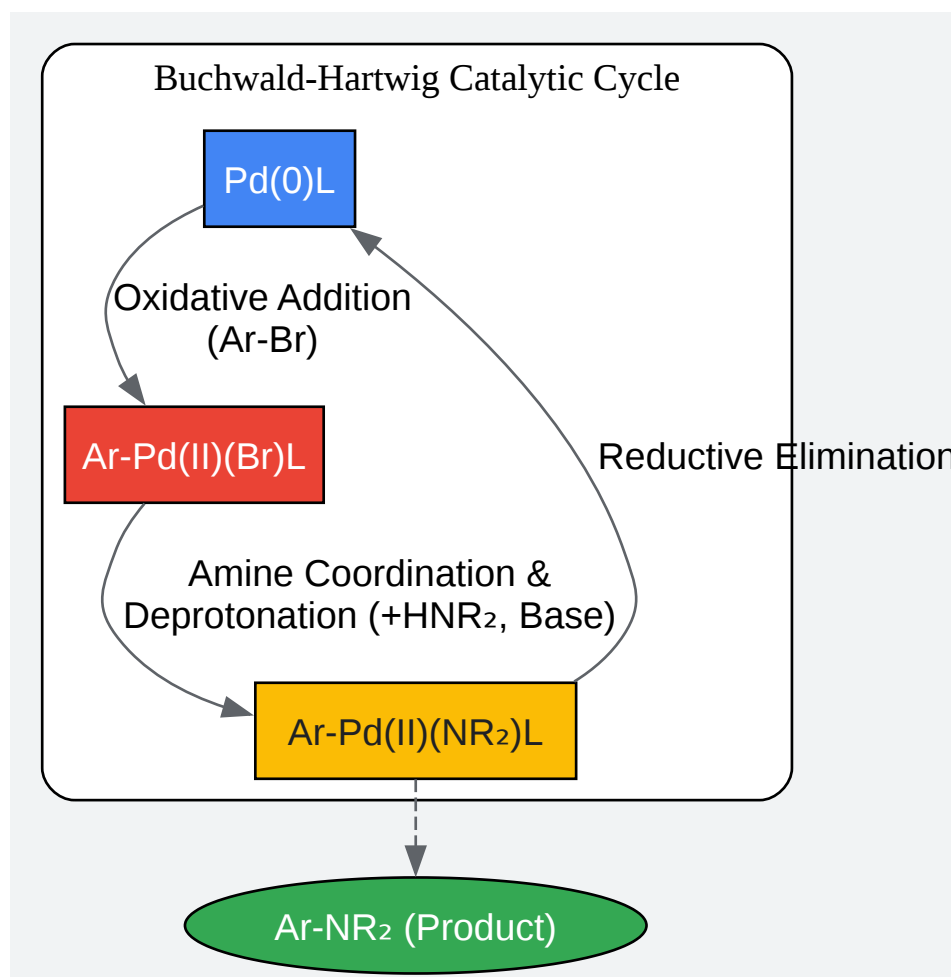 Buchwald-Hartwig Catalytic Cycle
Pd(0)L
Oxidative Addition
(Ar-Br)
Ar-Pd(II)(Br)L
Reductive Elimination
Amine Coordination &
Deprotonation (+HNR₂, Base)
Ar-Pd(II)(NR₂)L
Ar-NR₂ (Product)